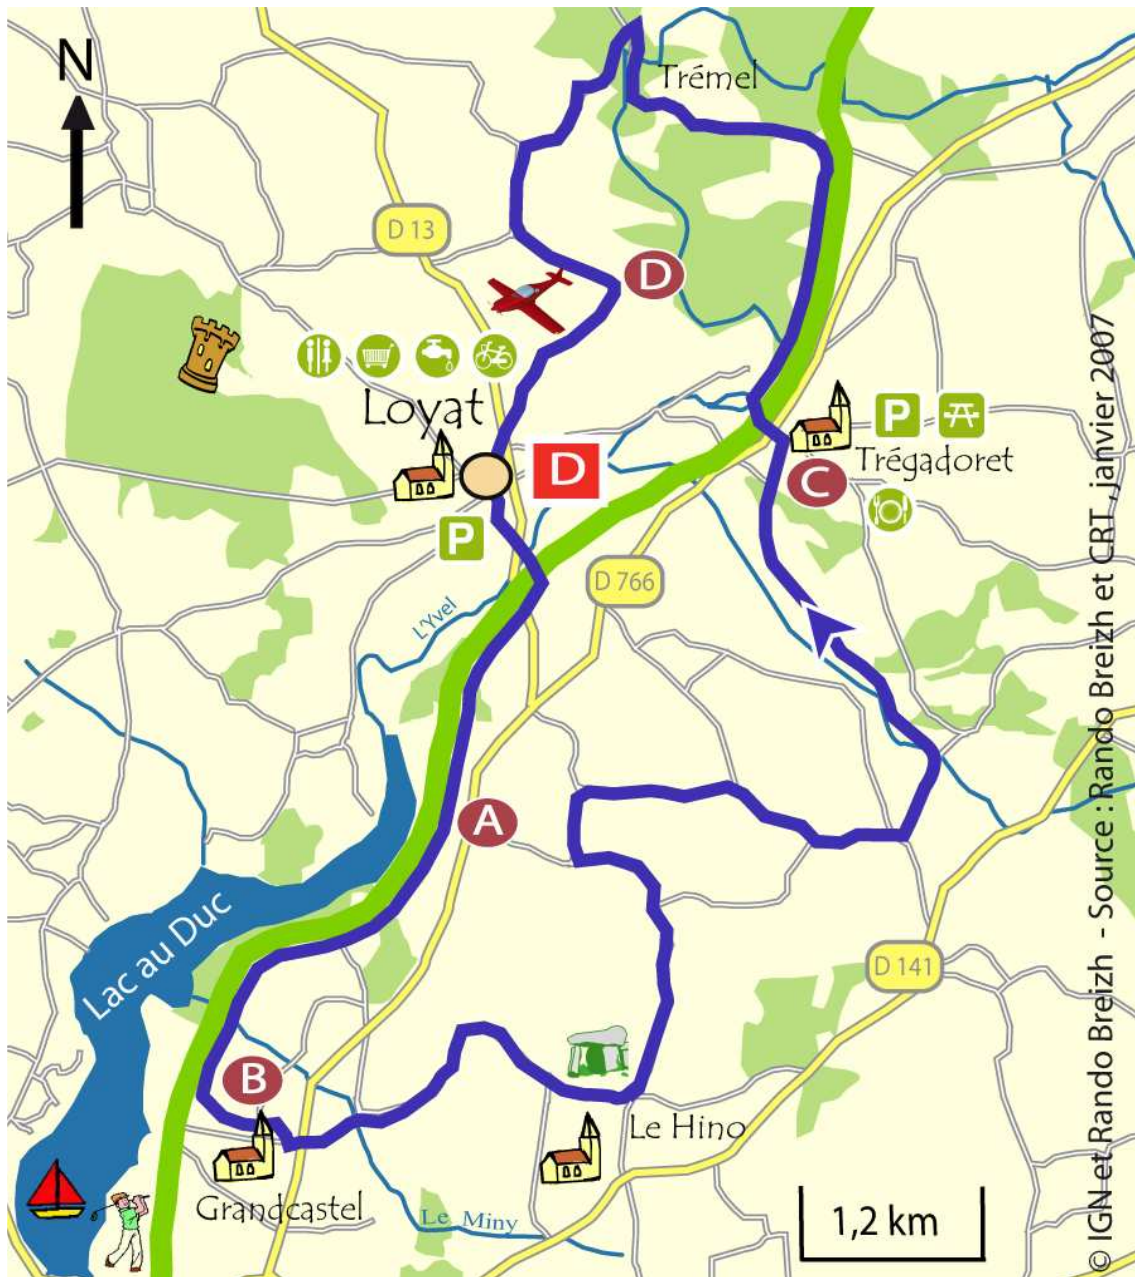 N
Trémel
D 13
D
Loyat
D
P
P
Trégadoret
C
D 766
L'Yvel
A
Lac au Duc
D 141
B
Le Hino
Grandcastel
Le Miny
1,2 km
© IGN et Rando Breizh - Source : Rando Breizh et CRT, janvier 2007